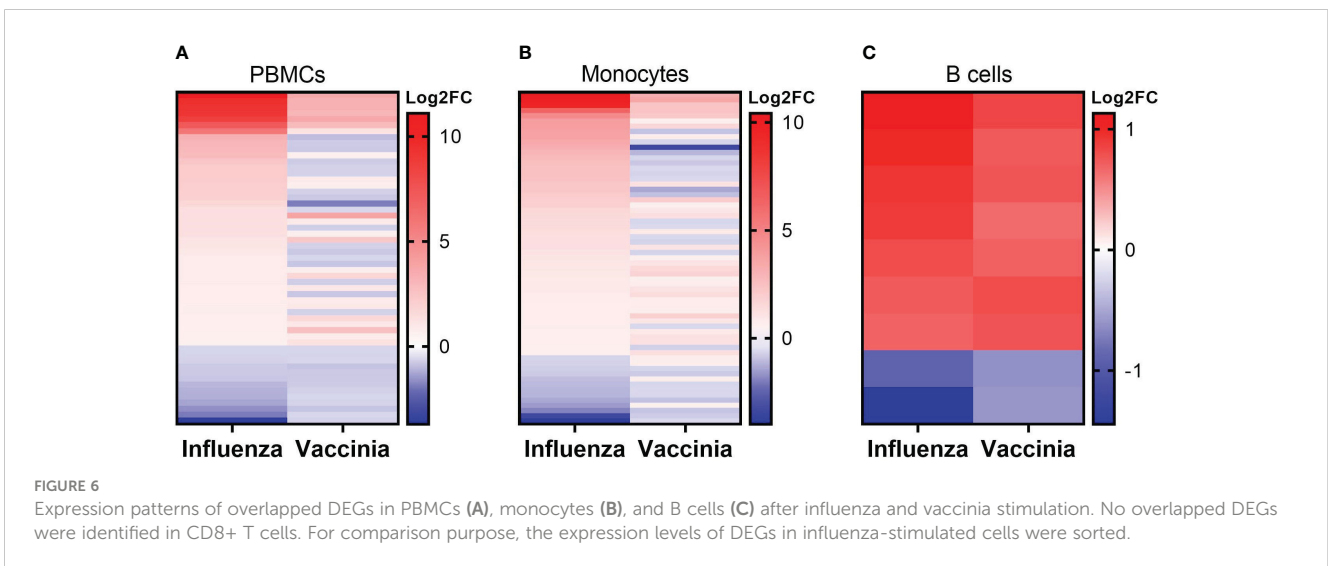 A
PBMCs
Log2FC
10
5
0
Influenza Vaccinia
B
Monocytes
Log2FC
10
5
0
Influenza Vaccinia
C
B cells
Log2FC
1
0
-1
Influenza Vaccinia
FIGURE 6
Expression patterns of overlapped DEGs in PBMCs (A), monocytes (B), and B cells (C) after influenza and vaccinia stimulation. No overlapped DEGs
were identified in CD8+ T cells. For comparison purpose, the expression levels of DEGs in influenza-stimulated cells were sorted.